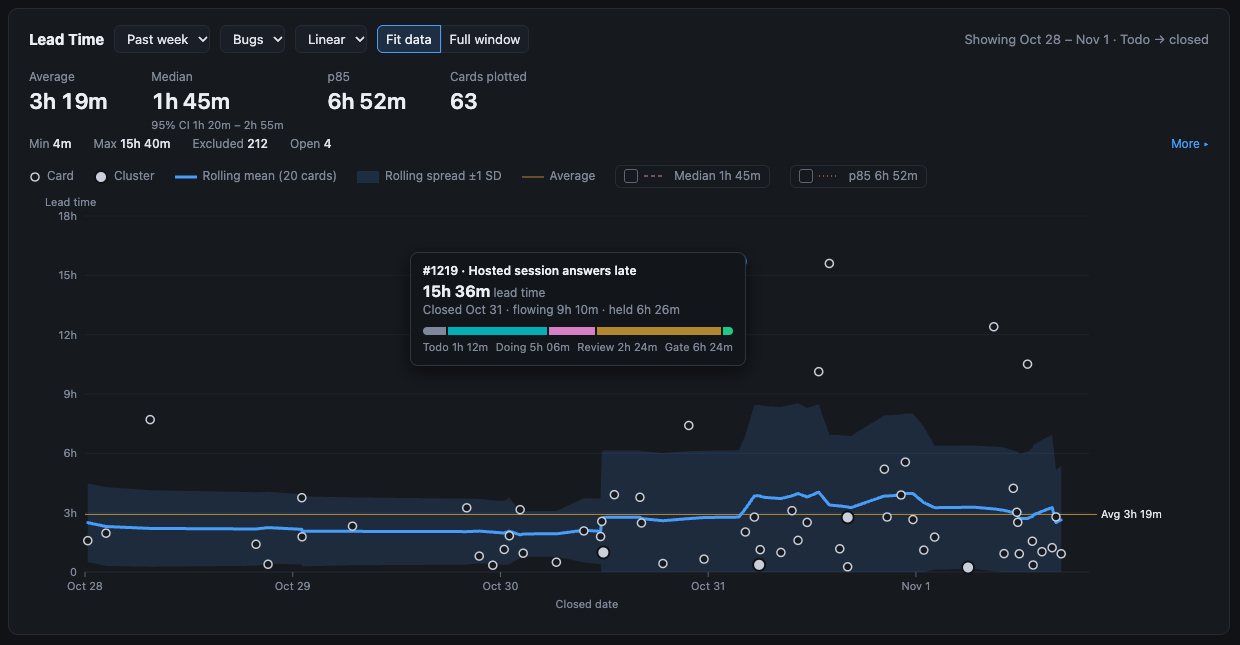 Lead Time Past week Bugs Linear Fit data Full window Showing Oct 28 – Nov 1 · Todo → closed
Average Median p85 Cards plotted
3h 19m 1h 45m 6h 52m 63
95% CI 1h 20m – 2h 55m
Min 4m Max 15h 40m Excluded 212 Open 4 More ▸
Card Cluster Rolling mean (20 cards) Rolling spread ±1 SD Average Median 1h 45m p85 6h 52m
Lead time
18h
15h
12h
9h
6h
3h
0
#1219 · Hosted session answers late
15h 36m lead time
Closed Oct 31 · flowing 9h 10m · held 6h 26m
Todo 1h 12m Doing 5h 06m Review 2h 24m Gate 6h 24m
Avg 3h 19m
Oct 28 Oct 29 Oct 30 Oct 31 Nov 1
Closed date